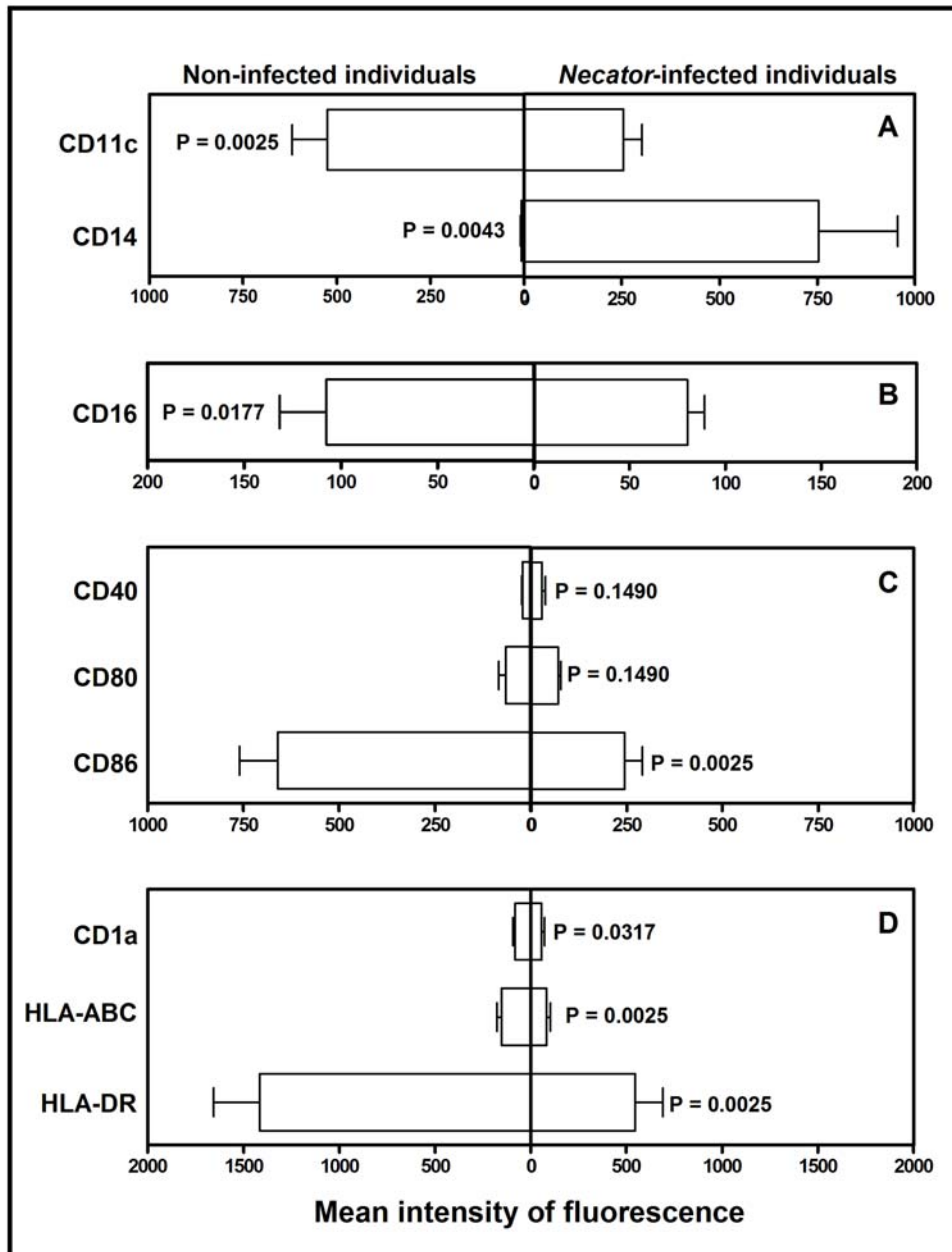 Non-infected individuals Necator-infected individuals
A
CD11c P = 0.0025
CD14 P = 0.0043
1000 750 500 250 0 250 500 750 1000
B
CD16 P = 0.0177
200 150 100 50 0 50 100 150 200
C
CD40 P = 0.1490
CD80 P = 0.1490
CD86 P = 0.0025
1000 750 500 250 0 250 500 750 1000
D
CD1a P = 0.0317
HLA-ABC P = 0.0025
HLA-DR P = 0.0025
2000 1500 1000 500 0 500 1000 1500 2000
Mean intensity of fluorescence